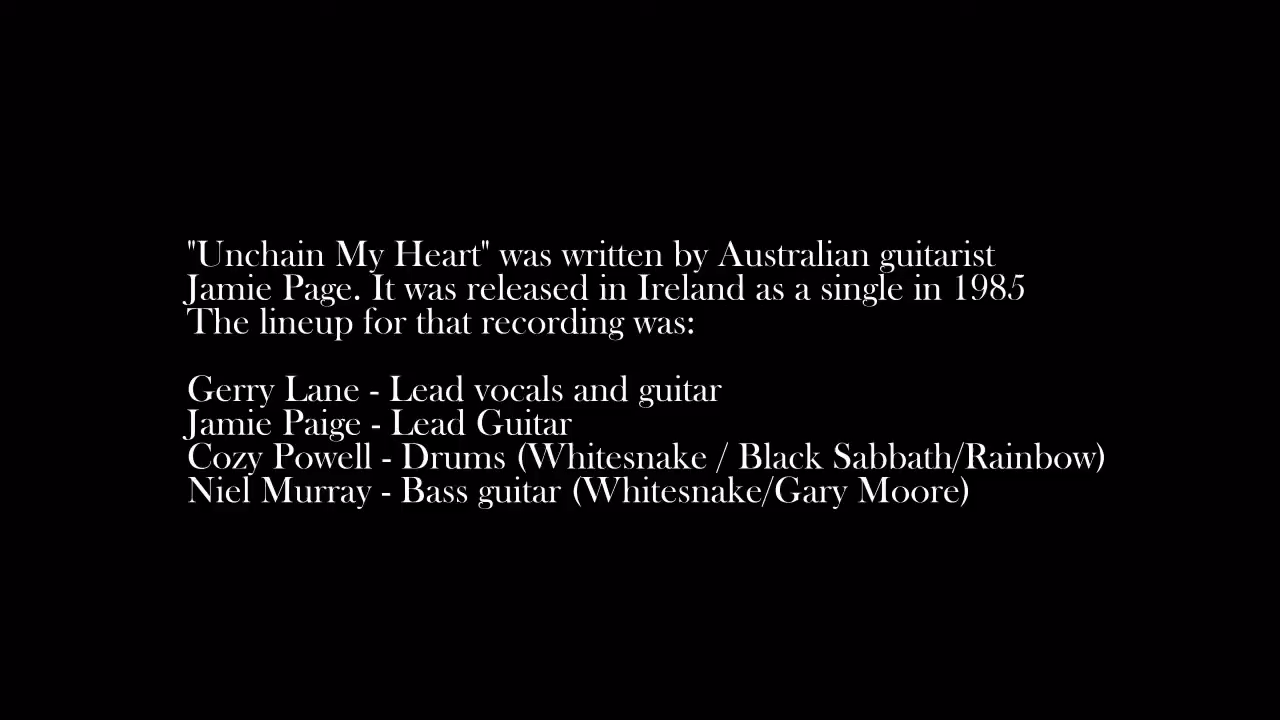 "Unchain My Heart" was written by Australian guitarist
Jamie Page. It was released in Ireland as a single in 1985
The lineup for that recording was:
Gerry Lane - Lead vocals and guitar
Jamie Paige - Lead Guitar
Cozy Powell - Drums (Whitesnake / Black Sabbath/Rainbow)
Niel Murray - Bass guitar (Whitesnake/Gary Moore)